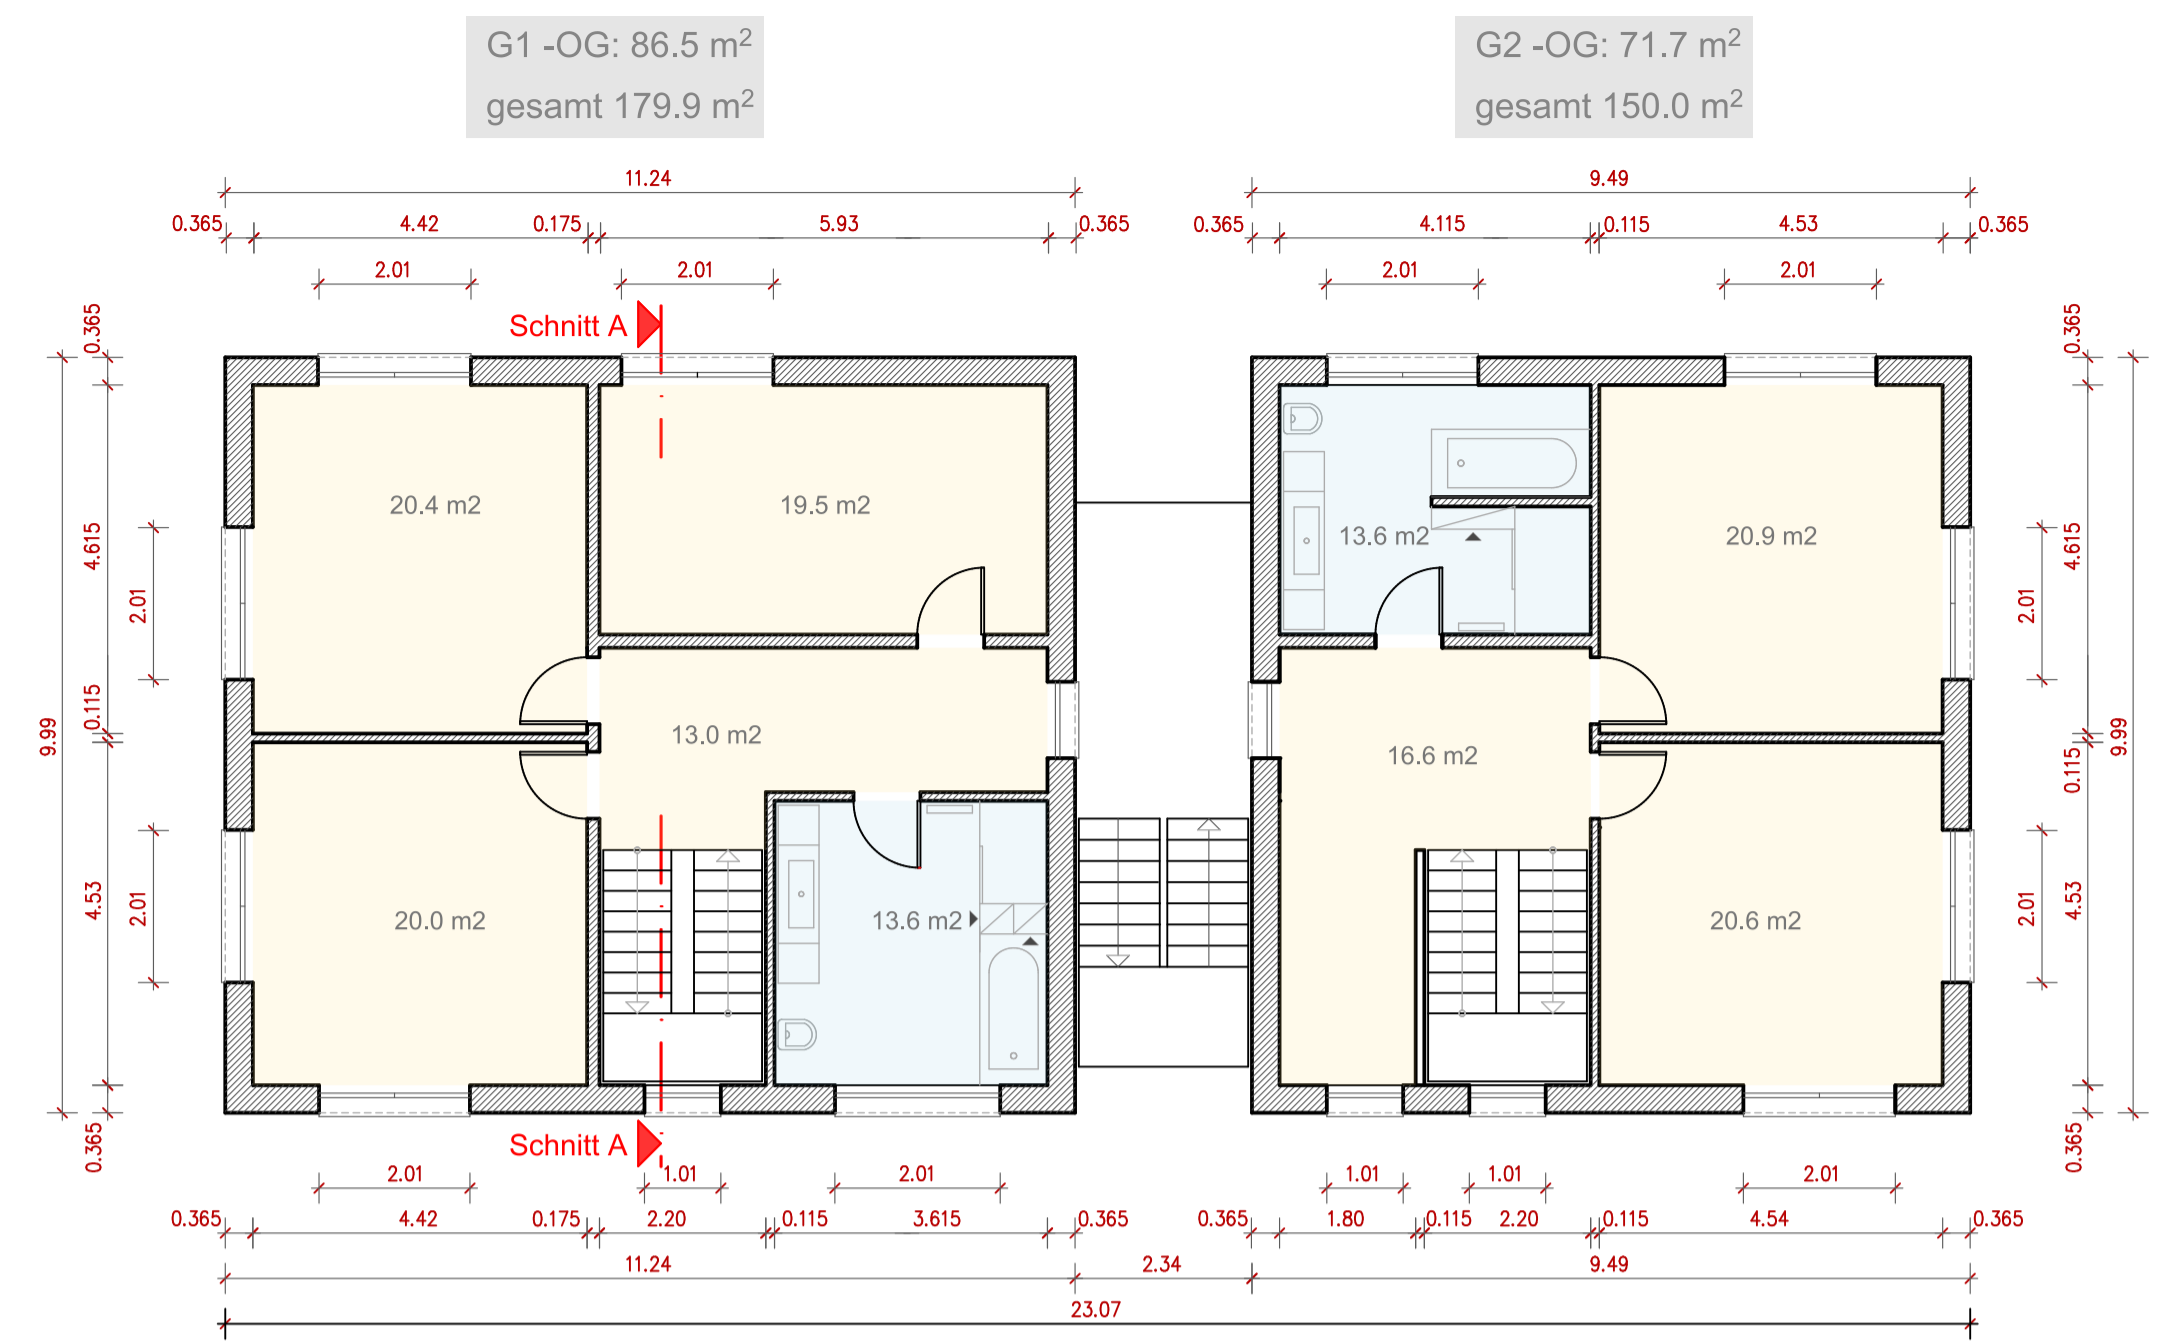 G1 -OG: 86.5 m²
gesamt 179.9 m²
G2 -OG: 71.7 m²
gesamt 150.0 m²
11.24
9.49
0.365 4.42 0.175 5.93 0.365
0.365 4.115 0.115 4.53 0.365
2.01 2.01
2.01 2.01
Schnitt A
0.365
4.615
0.115
4.53
0.365
9.99
2.01
2.01
20.4 m2
19.5 m2
13.0 m2
20.0 m2
13.6 m2
13.6 m2
20.9 m2
16.6 m2
20.6 m2
0.365
4.615
0.115
4.53
0.365
9.99
2.01
2.01
Schnitt A
2.01 1.01 2.01
1.01 1.01 2.01
0.365 4.42 0.175 2.20 0.115 3.615 0.365
0.365 1.80 0.115 2.20 0.115 4.54 0.365
11.24 2.34 9.49
23.07